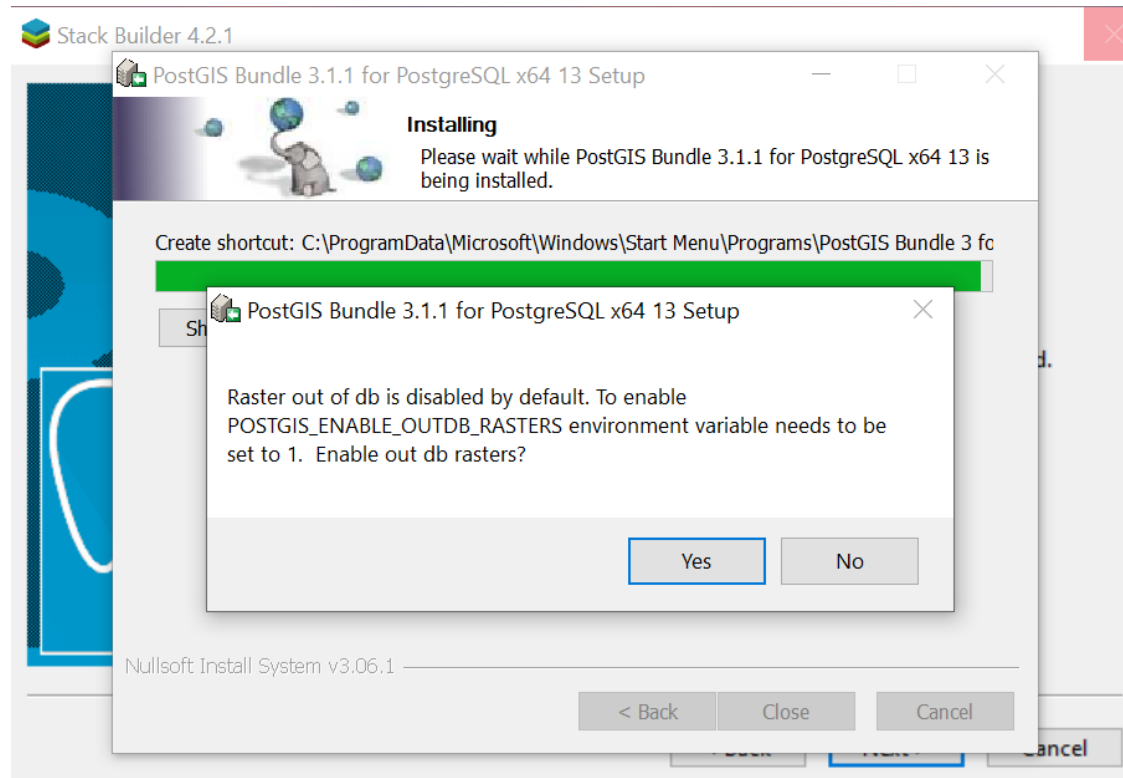 Stack Builder 4.2.1
PostGIS Bundle 3.1.1 for PostgreSQL x64 13 Setup
Installing
Please wait while PostGIS Bundle 3.1.1 for PostgreSQL x64 13 is
being installed.
Create shortcut: C:\ProgramData\Microsoft\Windows\Start Menu\Programs\PostGIS Bundle 3 fo
PostGIS Bundle 3.1.1 for PostgreSQL x64 13 Setup
Sh
d.
Raster out of db is disabled by default. To enable
POSTGIS_ENABLE_OUTDB_RASTERS environment variable needs to be
set to 1.  Enable out db rasters?
Yes No
Nullsoft Install System v3.06.1
< Back Close Cancel
ancel